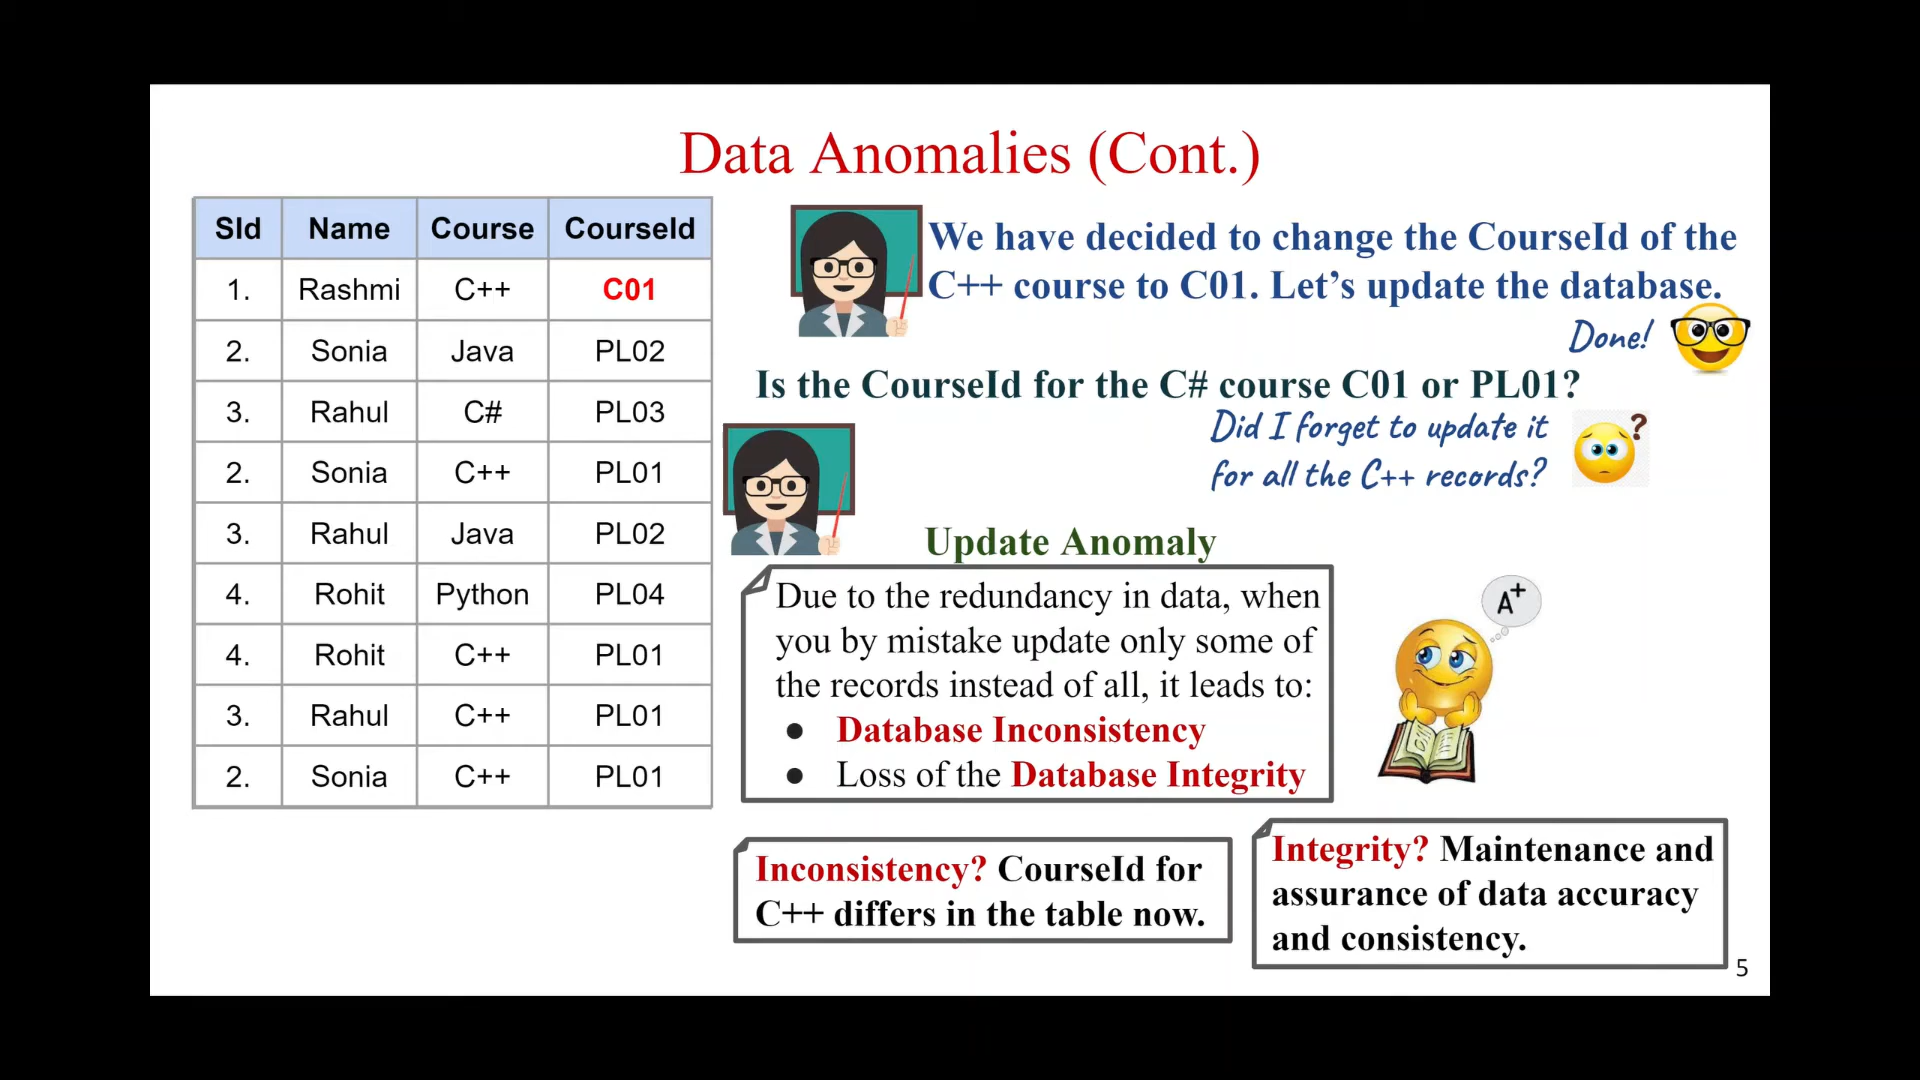 Data Anomalies (Cont.)
SId Name Course CourseId
1. Rashmi C++ C01
2. Sonia Java PL02
3. Rahul C# PL03
2. Sonia C++ PL01
3. Rahul Java PL02
4. Rohit Python PL04
4. Rohit C++ PL01
3. Rahul C++ PL01
2. Sonia C++ PL01
We have decided to change the CourseId of the
C++ course to C01. Let’s update the database.
Done!
Is the CourseId for the C# course C01 or PL01?
Did I forget to update it
for all the C++ records?
?
Update Anomaly
Due to the redundancy in data, when
you by mistake update only some of
the records instead of all, it leads to:
● Database Inconsistency
● Loss of the Database Integrity
A+
Inconsistency? CourseId for
C++ differs in the table now.
Integrity? Maintenance and
assurance of data accuracy
and consistency.
5